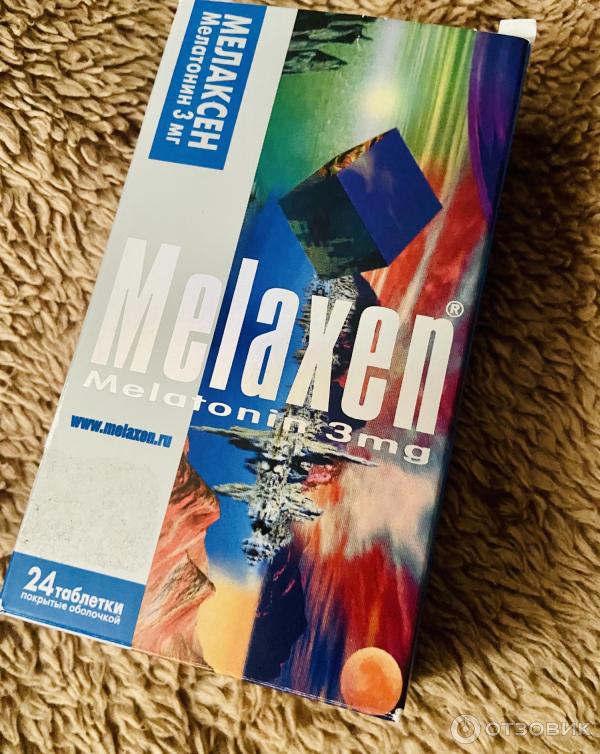 МЕЛАКСЕН
Мелатонин 3 мг
Melaxen®
Melatonin 3mg
www.melaxen.ru
24 таблетки
покрытые оболочкой
ОТЗОВИК